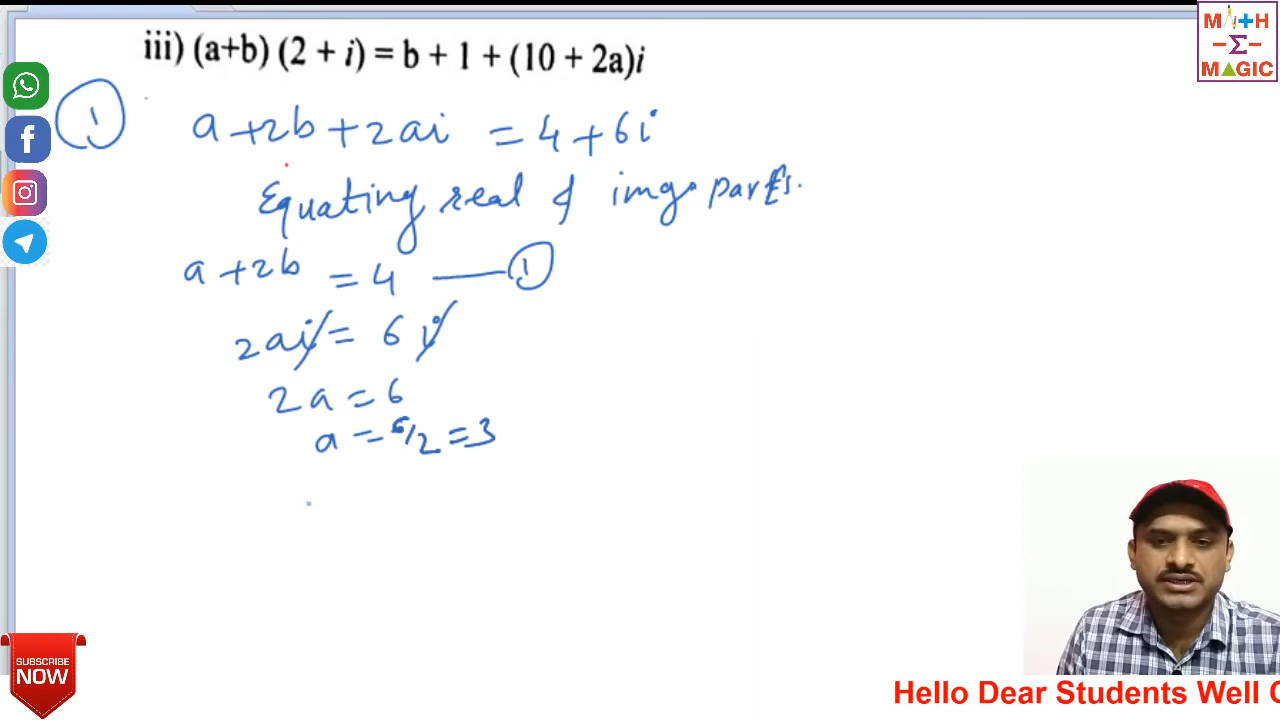 iii) (a+b) (2 + i) = b + 1 + (10 + 2a)i
M A+H
–Σ–
MAGIC
1
a + 2b + 2ai = 4 + 6i
Equating real & img. parts.
a + 2b = 4 — 1
2ai = 6i
2a = 6
a = 6/2 = 3
SUBSCRIBE
NOW
Hello Dear Students Well C